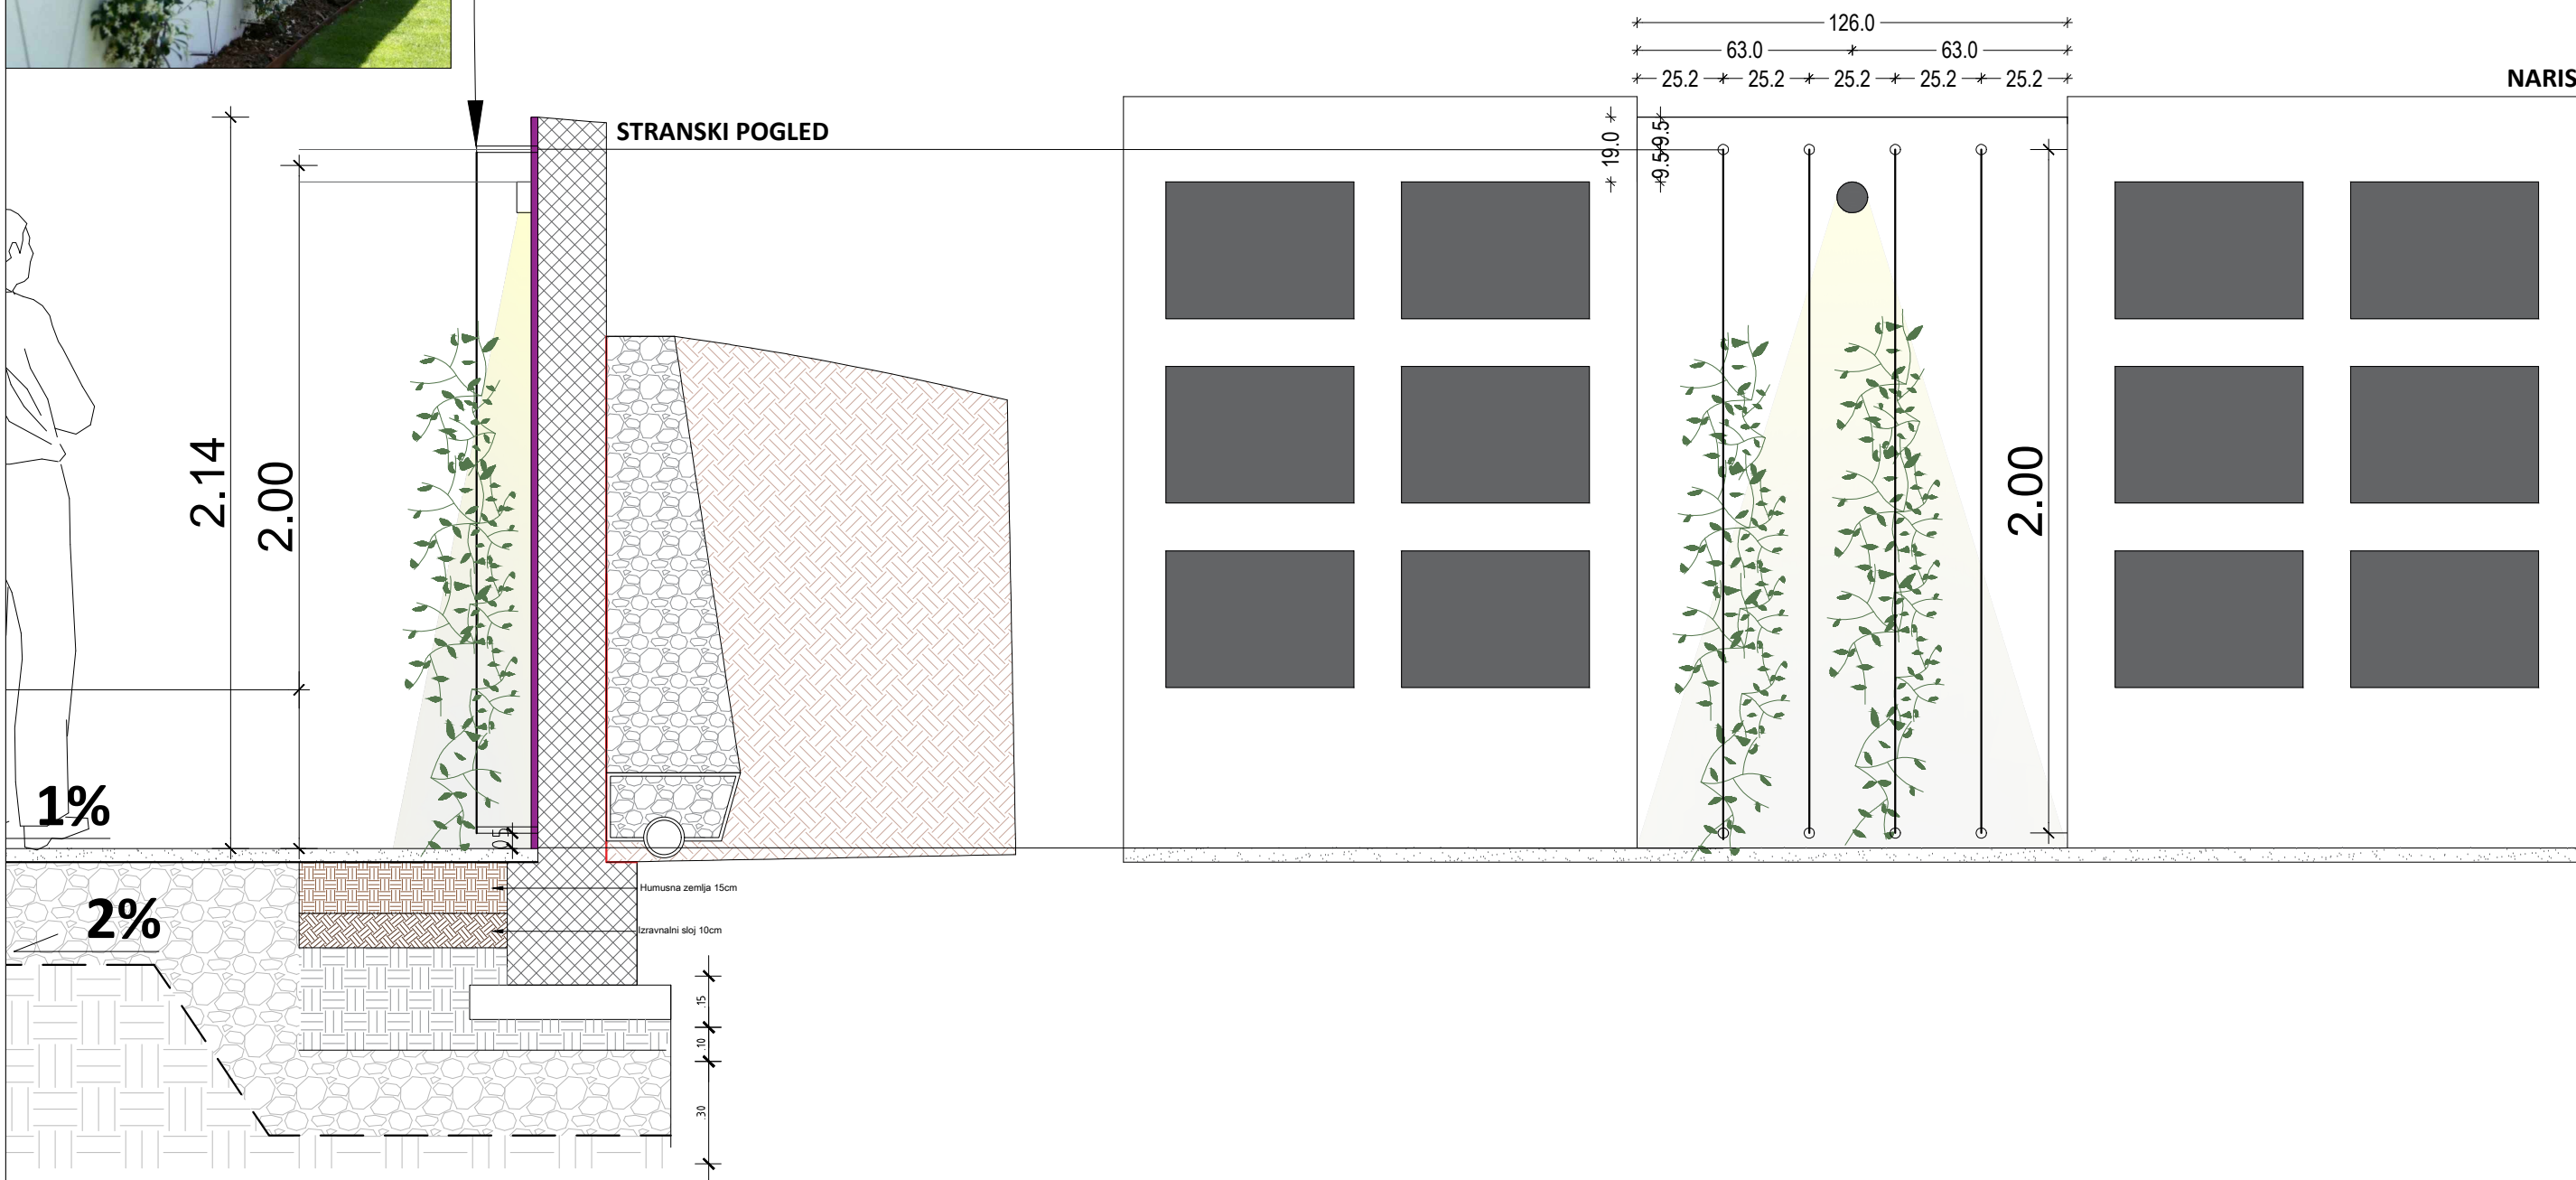 126.0
63.0 63.0
25.2 25.2 25.2 25.2 25.2
NARIS
STRANSKI POGLED
19.0
9.5 9.5
2.14
2.00
2.00
1%
2%
Humusna zemlja 15cm
Izravnalni sloj 10cm
15
10
30